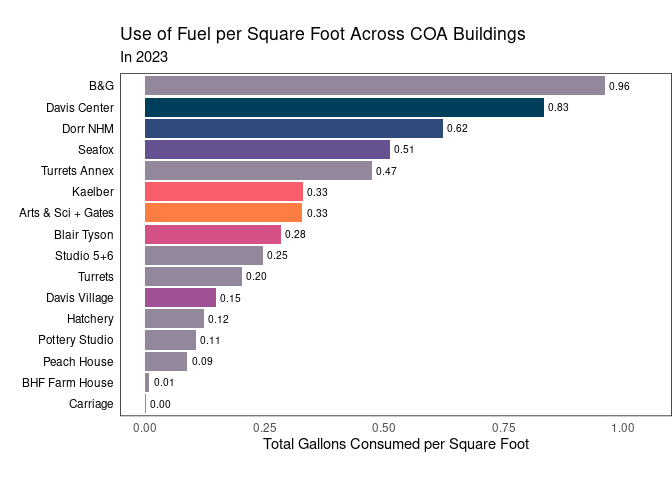 Use of Fuel per Square Foot Across COA Buildings
In 2023
B&G 0.96
Davis Center 0.83
Dorr NHM 0.62
Seafox 0.51
Turrets Annex 0.47
Kaelber 0.33
Arts & Sci + Gates 0.33
Blair Tyson 0.28
Studio 5+6 0.25
Turrets 0.20
Davis Village 0.15
Hatchery 0.12
Pottery Studio 0.11
Peach House 0.09
BHF Farm House 0.01
Carriage 0.00
0.00 0.25 0.50 0.75 1.00
Total Gallons Consumed per Square Foot